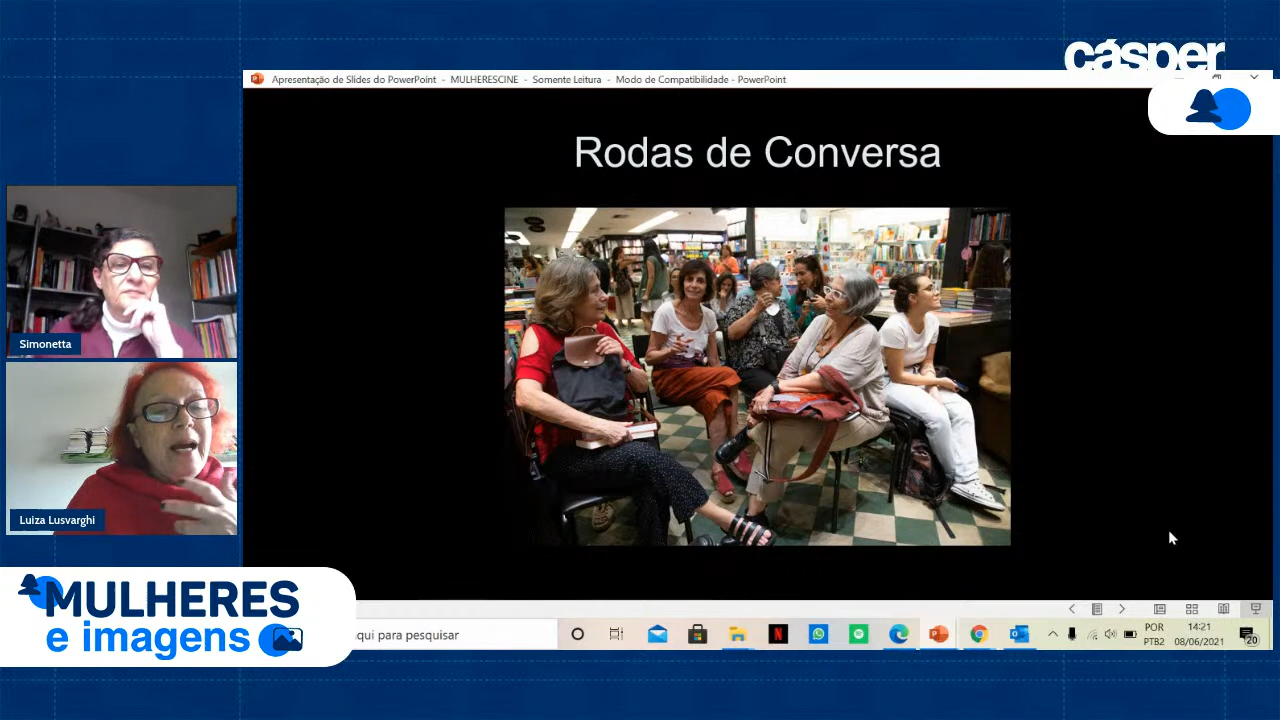 cásper
Apresentação de Slides do PowerPoint - MULHERESCINE - Somente Leitura - Modo de Compatibilidade - PowerPoint
Rodas de Conversa
Simonetta
Luiza Lusvarghi
MULHERES
e imagens
qui para pesquisar
POR
PTB2
14:21
08/06/2021
20